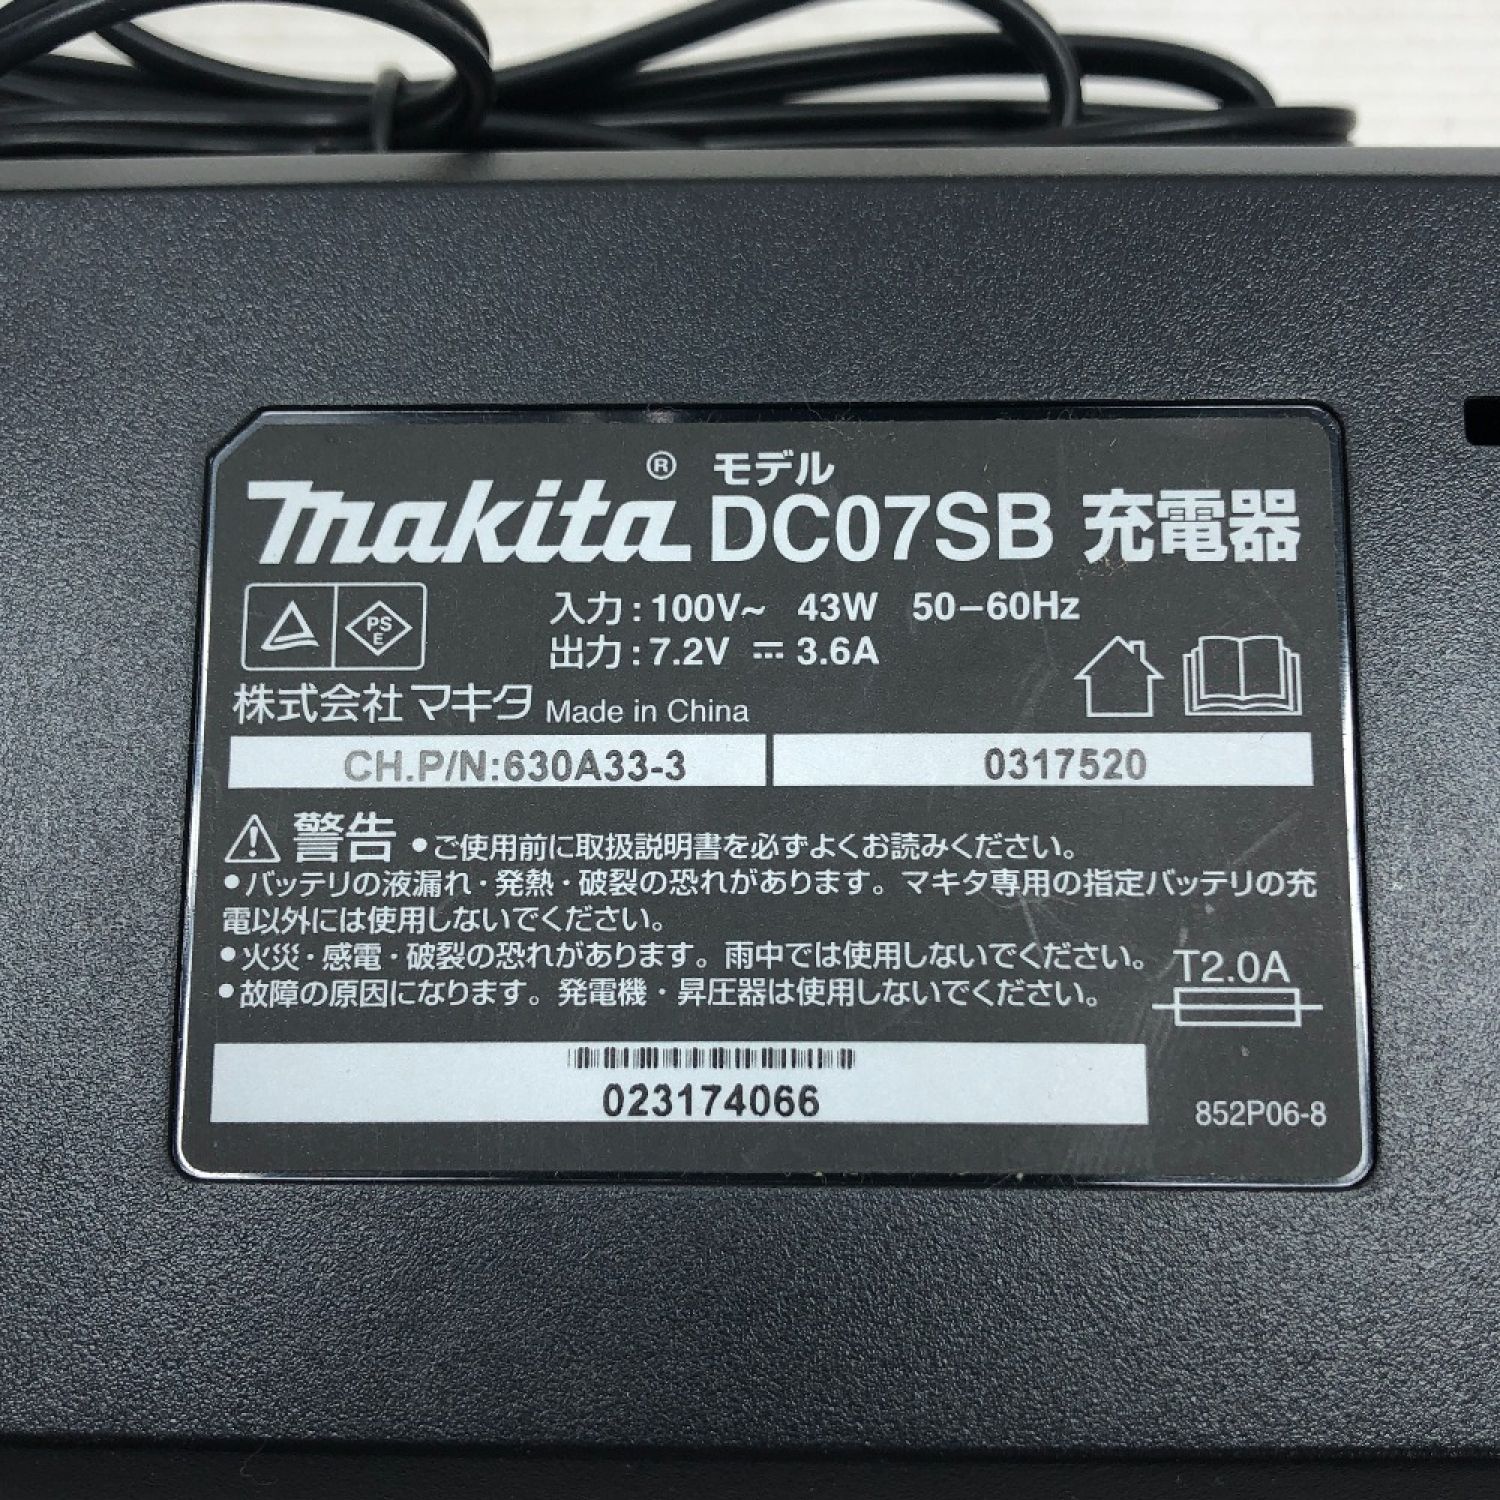 makita® モデル DC07SB 充電器
PS E
入力:100V~ 43W 50-60Hz
出力:7.2V ⎓ 3.6A
株式会社 マキタ Made in China
CH.P/N:630A33-3 0317520
警告 •ご使用前に取扱説明書を必ずよくお読みください。
•バッテリの液漏れ・発熱・破裂の恐れがあります。マキタ専用の指定バッテリの充
電以外には使用しないでください。
•火災・感電・破裂の恐れがあります。雨中では使用しないでください。
•故障の原因になります。発電機・昇圧器は使用しないでください。
T2.0A
023174066
852P06-8